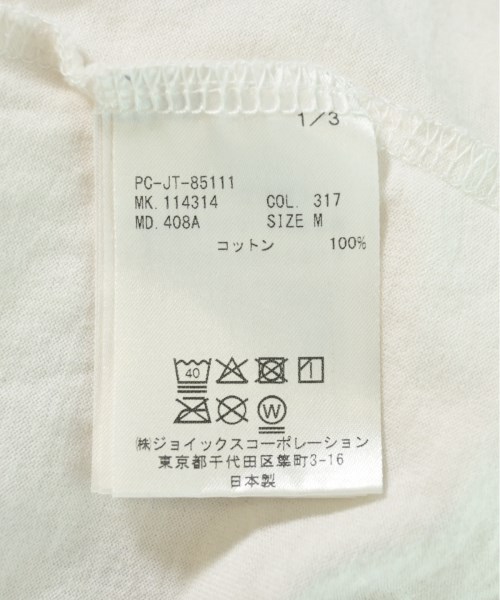 1/3
PC-JT-85111
MK. 114314 COL. 317
MD. 408A SIZE M
コットン 100%
40
W
㈱ジョイックスコーポレーション
東京都千代田区隼町3-16
日本製